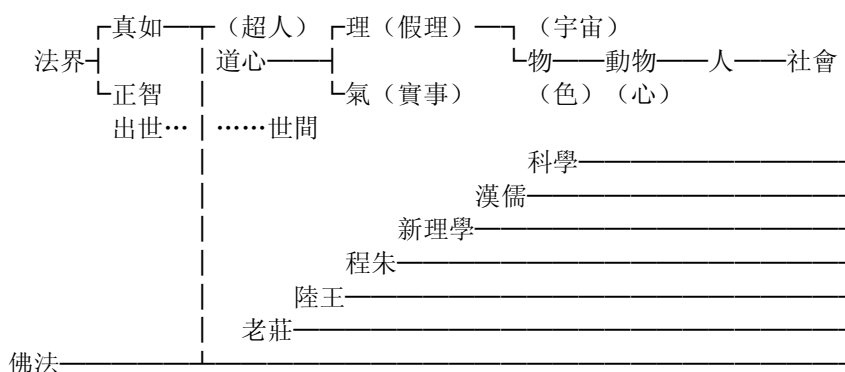 真如 （超人） 理（假理） （宇宙）
法界 道心 物 動物 人 社會
正智 氣（實事） （色）（心）
出世… ……世間
科學
漢儒
新理學
程朱
陸王
老莊
佛法